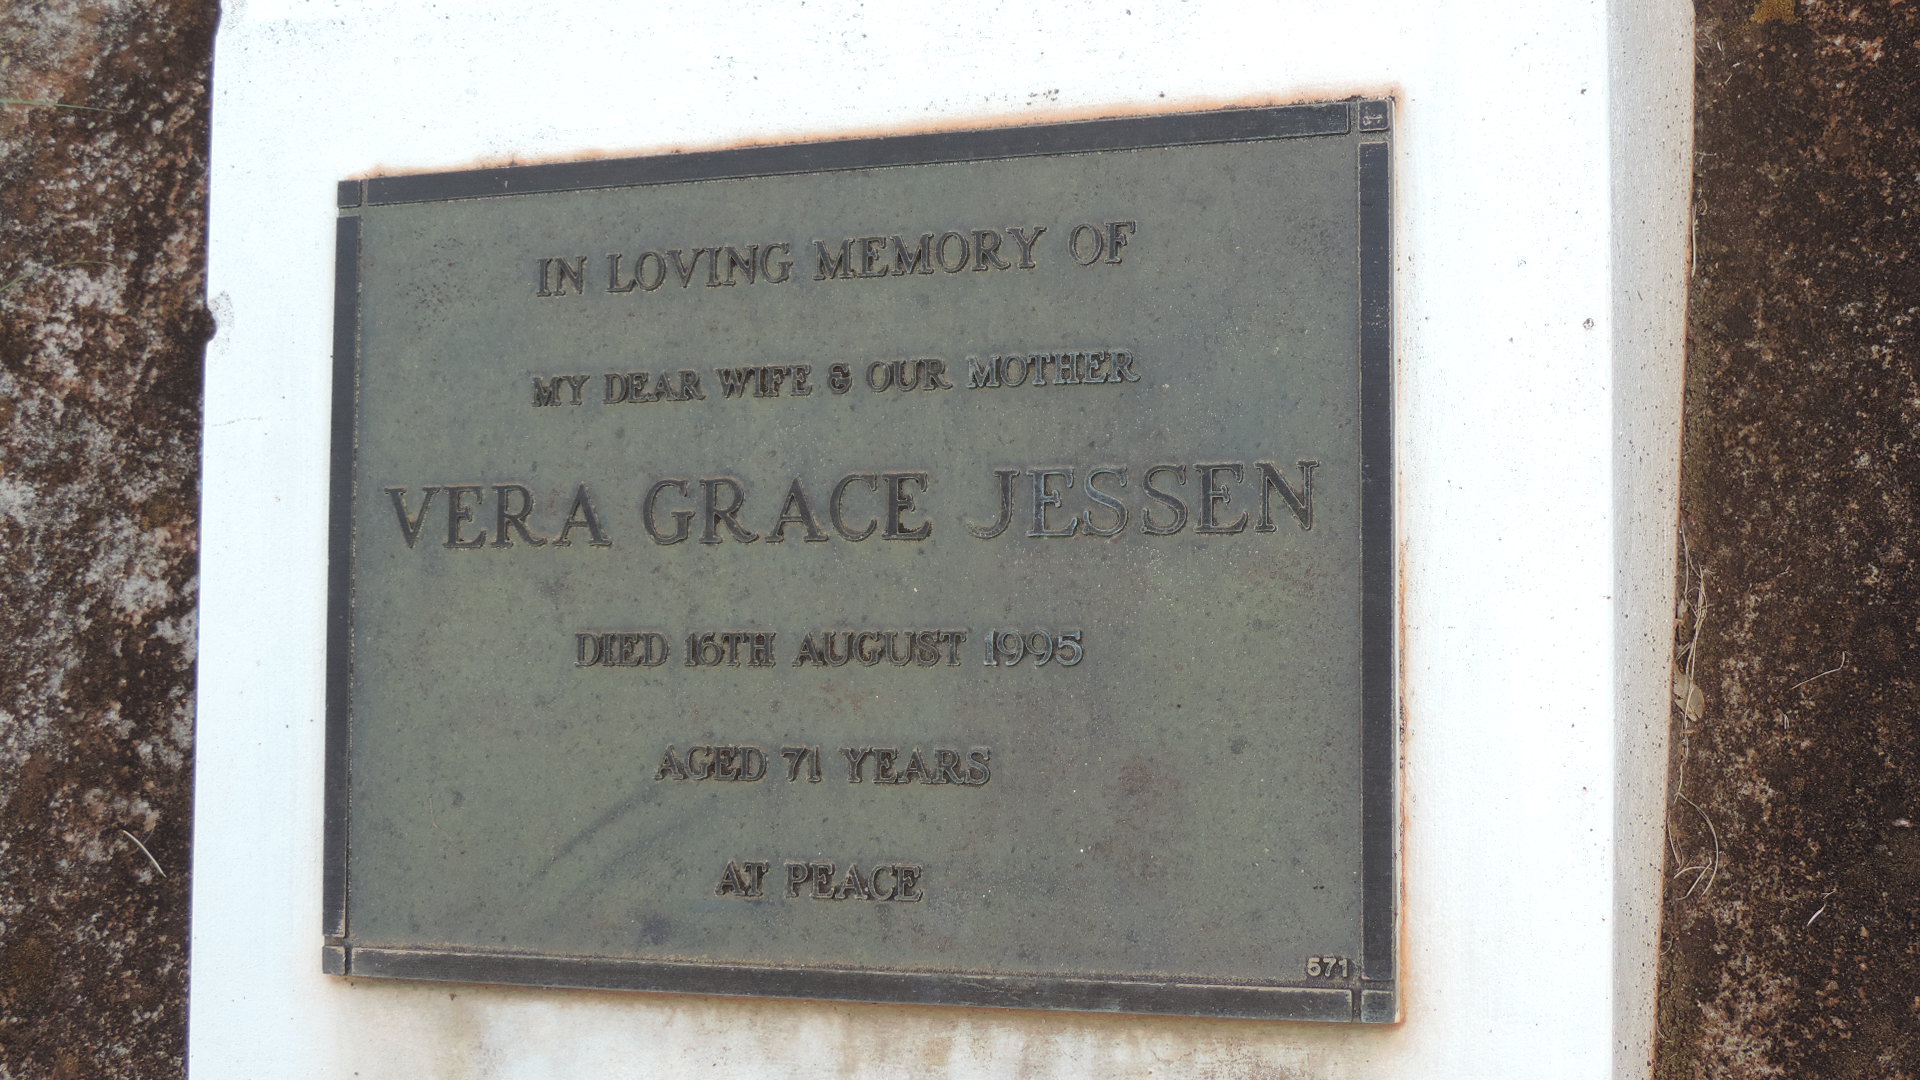 IN LOVING MEMORY OF
MY DEAR WIFE & OUR MOTHER
VERA GRACE JESSEN
DIED 16TH AUGUST 1995
AGED 71 YEARS
AT PEACE
571